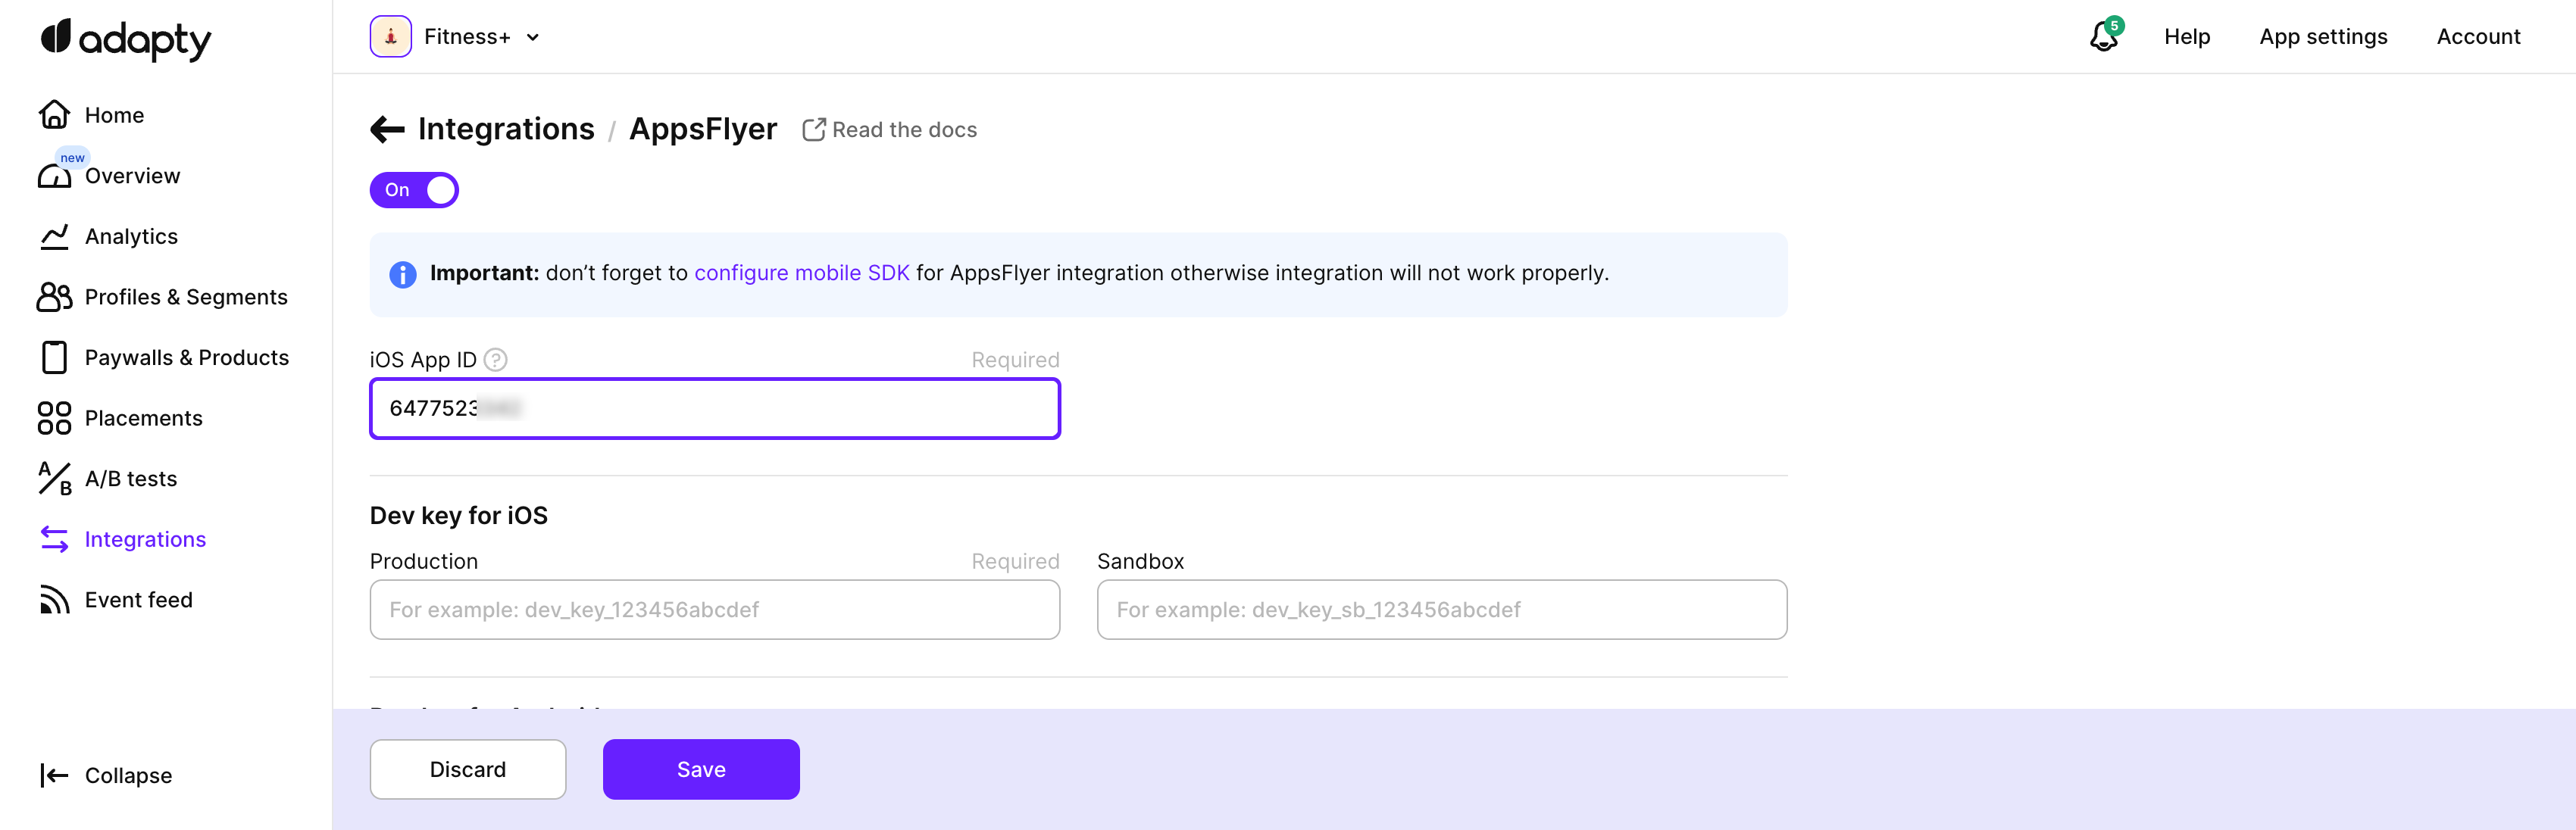 adapty
Fitness+
5
Help
App settings
Account
Home
new
Overview
Analytics
Profiles & Segments
Paywalls & Products
Placements
A/B
A/B tests
Integrations
Event feed
Collapse
Integrations / AppsFlyer
Read the docs
On
Important: don’t forget to configure mobile SDK for AppsFlyer integration otherwise integration will not work properly.
iOS App ID ?
Required
6477523
Dev key for iOS
Production
Required
Sandbox
For example: dev_key_123456abcdef
For example: dev_key_sb_123456abcdef
Discard
Save